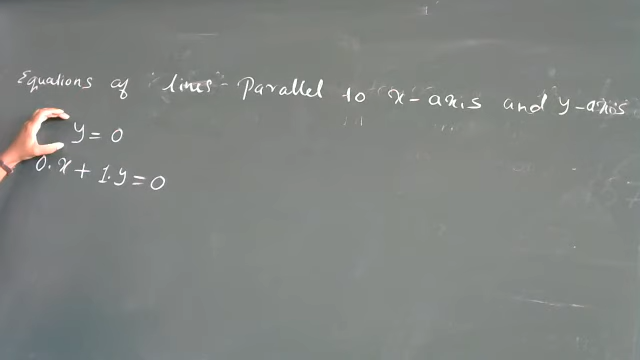 Equations of lines Parallel to x-axis and y-axis
y = 0
0.x + 1.y = 0